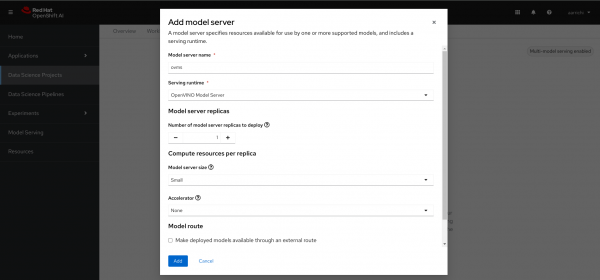 Red Hat
OpenShift AI
Home
Applications
Data Science Projects
Data Science Pipelines
Experiments
Model Serving
Resources
Overview
Multi-model serving enabled
Add model server
A model server specifies resources available for use by one or more supported models, and includes a
serving runtime.
Model server name *
Serving runtime *
OpenVINO Model Server
Model server replicas
Number of model server replicas to deploy
1
Compute resources per replica
Model server size
Small
Accelerator
None
Model route
Make deployed models available through an external route
Add
Cancel